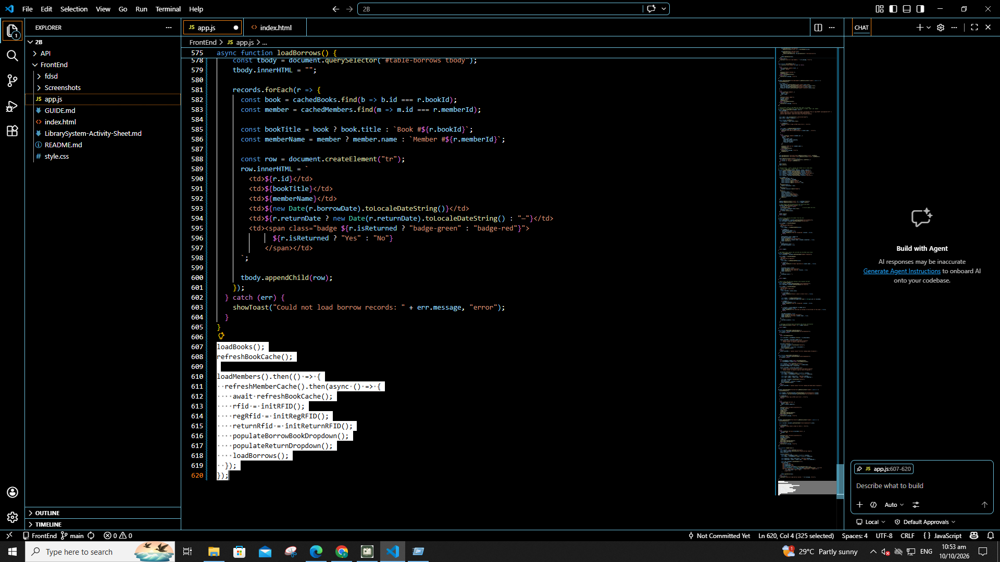 File Edit Selection View Go Run Terminal Help
2B
EXPLORER
2B
API
FrontEnd
fdsd
Screenshots
JS app.js
GUIDE.md
<> index.html
LibrarySystem-Activity-Sheet.md
README.md
# style.css
OUTLINE
TIMELINE
JS app.js
<> index.html
FrontEnd > JS app.js > ...
575 async function loadBorrows() {
578 const tbody = document.querySelector("#table-borrows tbody");
579 tbody.innerHTML = "";
580
581 records.forEach(r => {
582 const book = cachedBooks.find(b => b.id === r.bookId);
583 const member = cachedMembers.find(m => m.id === r.memberId);
584
585 const bookTitle = book ? book.title : `Book #${r.bookId}`;
586 const memberName = member ? member.name : `Member #${r.memberId}`;
587
588 const row = document.createElement("tr");
589 row.innerHTML = `
590 <td>${r.id}</td>
591 <td>${bookTitle}</td>
592 <td>${memberName}</td>
593 <td>${new Date(r.borrowDate).toLocaleDateString()}</td>
594 <td>${r.returnDate ? new Date(r.returnDate).toLocaleDateString() : "—"}</td>
595 <td><span class="badge ${r.isReturned ? "badge-green" : "badge-red"}">
596 ${r.isReturned ? "Yes" : "No"}
597 </span></td>
598 `;
599
600 tbody.appendChild(row);
601 });
602 } catch (err) {
603 showToast("Could not load borrow records: " + err.message, "error");
604 }
605 }
606
607 loadBooks();
608 refreshBookCache();
609
610 loadMembers().then(() => {
611 refreshMemberCache().then(async () => {
612 await refreshBookCache();
613 rfid = initRFID();
614 regRfid = initRegRFID();
615 returnRfid = initReturnRFID();
616 populateBorrowBookDropdown();
617 populateReturnDropdown();
618 loadBorrows();
619 });
620 });
CHAT
Build with Agent
AI responses may be inaccurate
Generate Agent Instructions to onboard AI
onto your codebase.
JS app.js:607-620
Describe what to build
Auto
Local
Default Approvals
FrontEnd main 0 0
Not Committed Yet Ln 620, Col 4 (325 selected) Spaces: 4 UTF-8 CRLF {} JavaScript
Type here to search
29°C Partly sunny ENG
10:53 am
10/10/2026